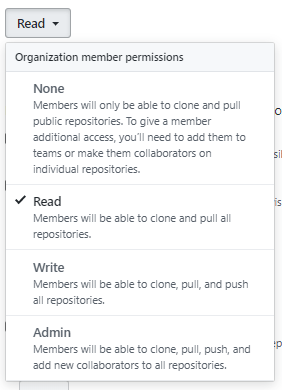 Read
Organization member permissions
None
Members will only be able to clone and pull
public repositories. To give a member
additional access, you'll need to add them to
teams or make them collaborators on
individual repositories.
Read
Members will be able to clone and pull all
repositories.
Write
Members will be able to clone, pull, and push
all repositories.
Admin
Members will be able to clone, pull, push, and
add new collaborators to all repositories.